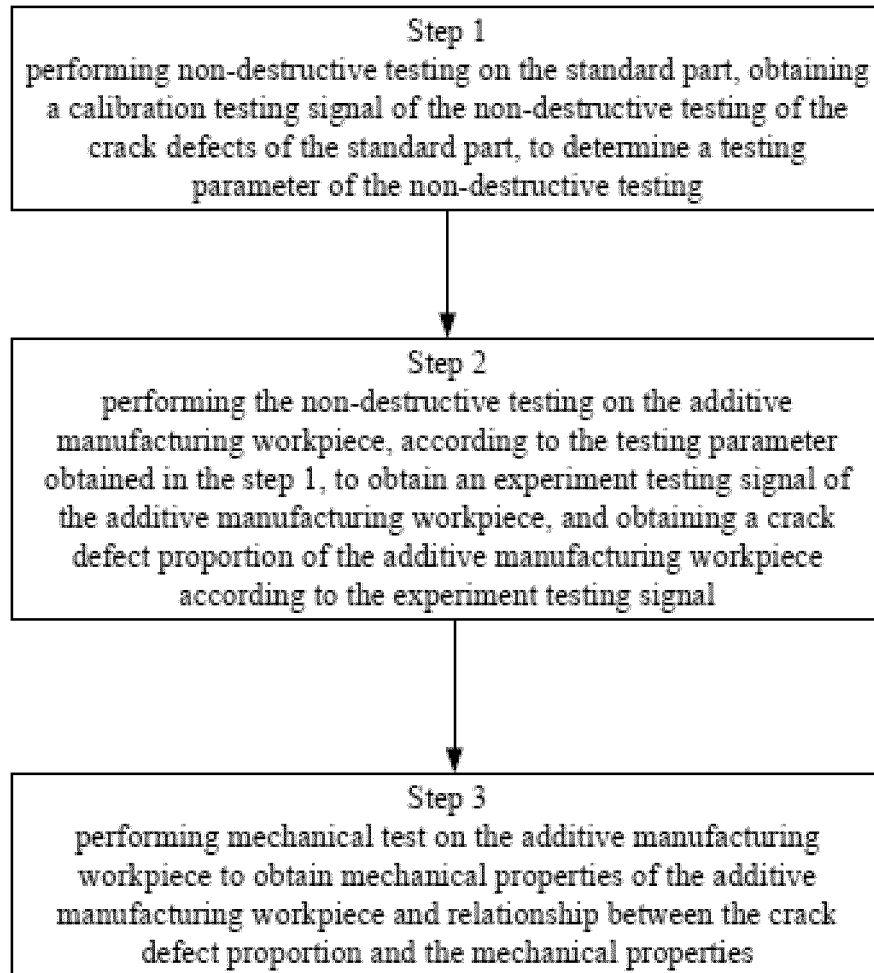 Step 1
performing non-destructive testing on the standard part, obtaining
a calibration testing signal of the non-destructive testing of the
crack defects of the standard part, to determine a testing
parameter of the non-destructive testing
Step 2
performing the non-destructive testing on the additive
manufacturing workpiece, according to the testing parameter
obtained in the step 1, to obtain an experiment testing signal of
the additive manufacturing workpiece, and obtaining a crack
defect proportion of the additive manufacturing workpiece
according to the experiment testing signal
Step 3
performing mechanical test on the additive manufacturing
workpiece to obtain mechanical properties of the additive
manufacturing workpiece and relationship between the crack
defect proportion and the mechanical properties